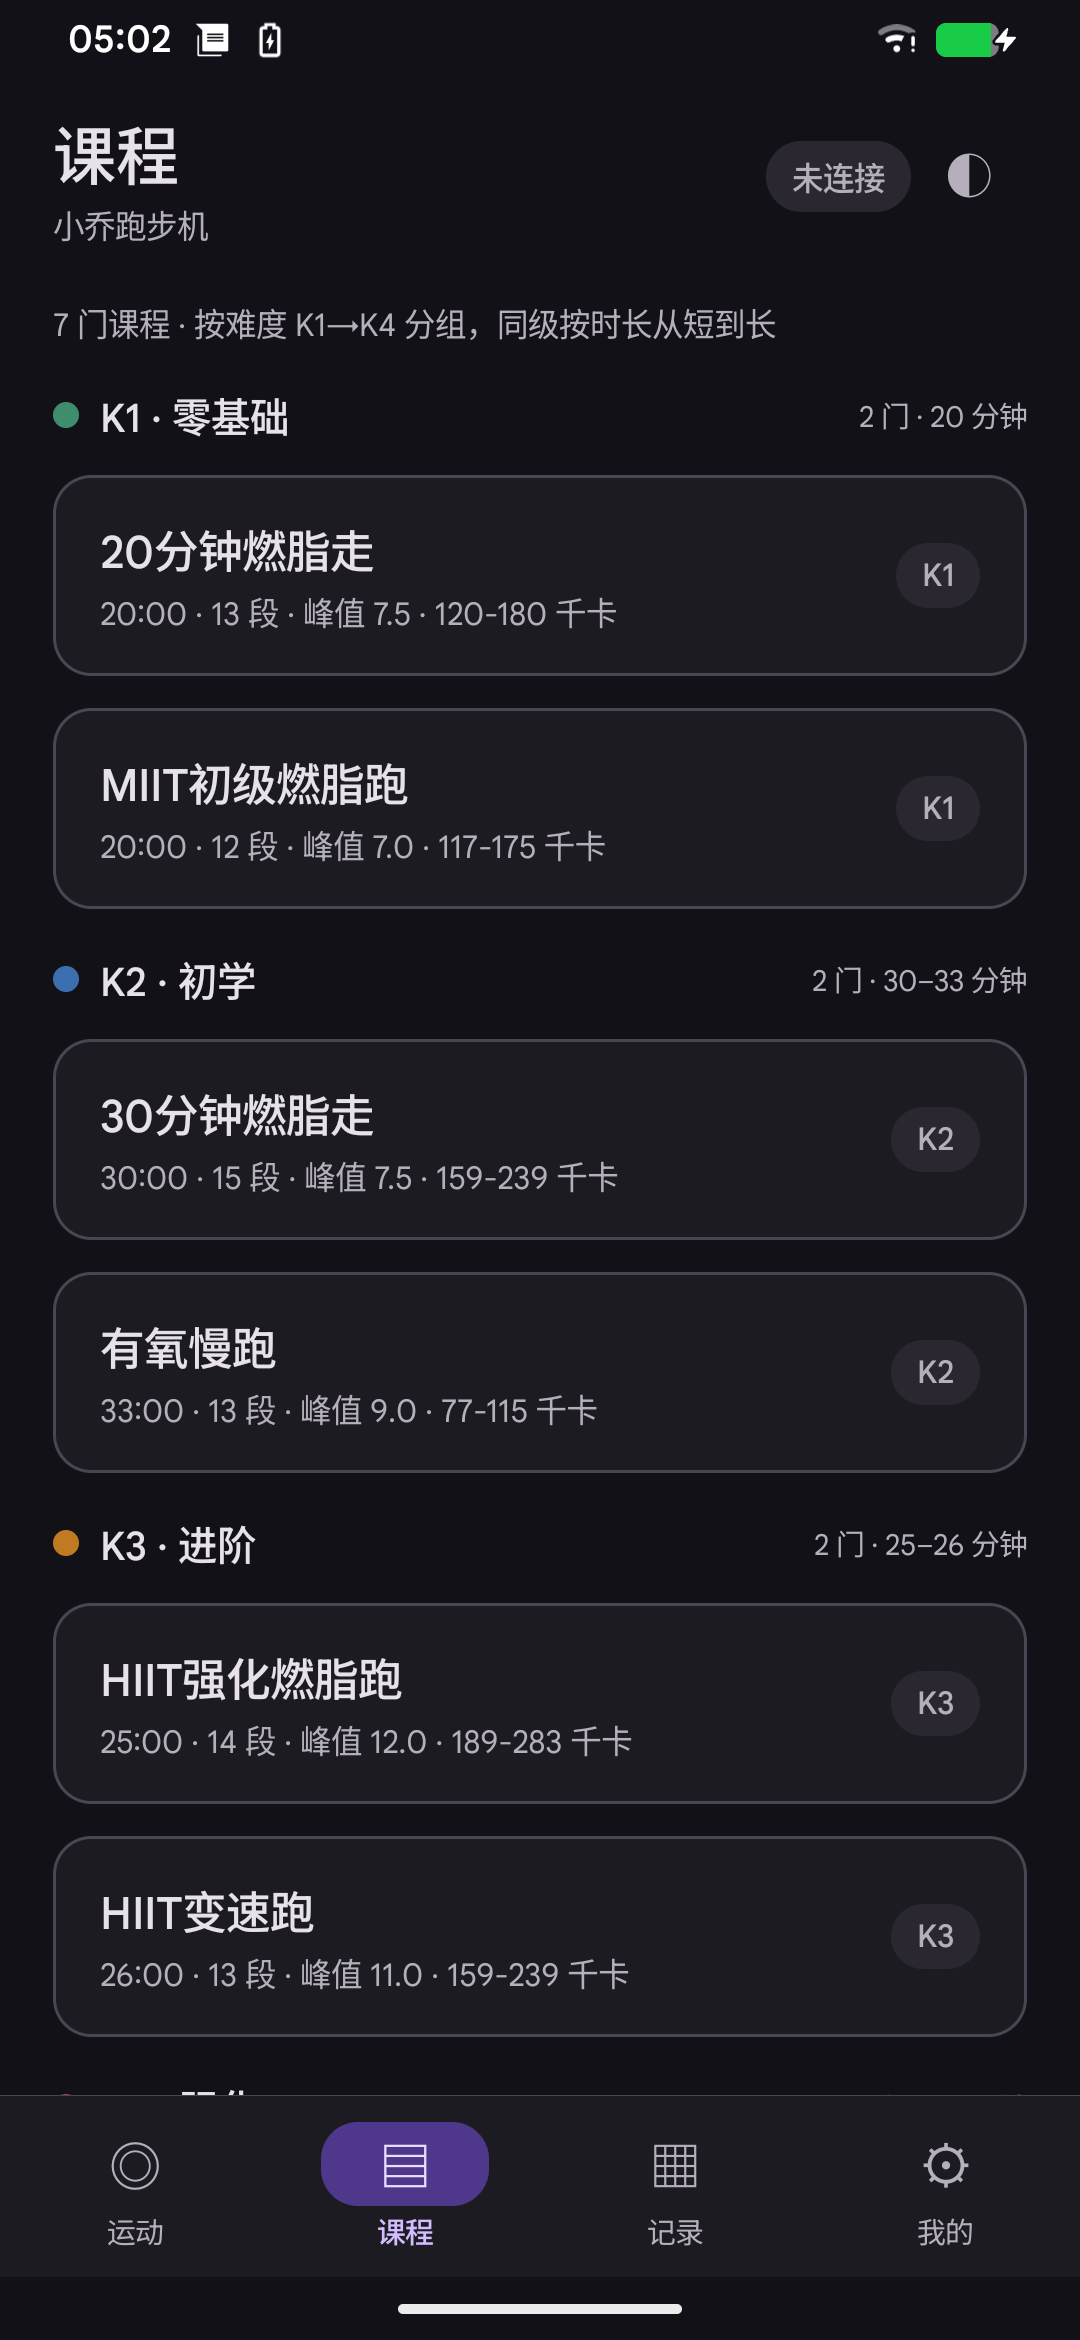 05:02
课程
小乔跑步机
未连接
7 门课程 · 按难度 K1→K4 分组，同级按时长从短到长
K1 · 零基础
2 门 · 20 分钟
20分钟燃脂走
20:00 · 13 段 · 峰值 7.5 · 120-180 千卡
K1
MIIT初级燃脂跑
20:00 · 12 段 · 峰值 7.0 · 117-175 千卡
K1
K2 · 初学
2 门 · 30–33 分钟
30分钟燃脂走
30:00 · 15 段 · 峰值 7.5 · 159-239 千卡
K2
有氧慢跑
33:00 · 13 段 · 峰值 9.0 · 77-115 千卡
K2
K3 · 进阶
2 门 · 25–26 分钟
HIIT强化燃脂跑
25:00 · 14 段 · 峰值 12.0 · 189-283 千卡
K3
HIIT变速跑
26:00 · 13 段 · 峰值 11.0 · 159-239 千卡
K3
运动
课程
记录
我的